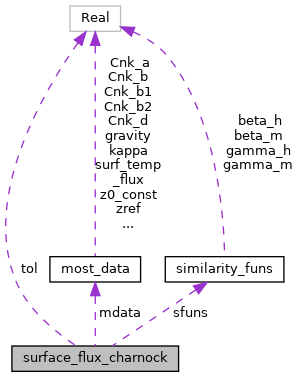 Real
Cnk_a
Cnk_b
Cnk_b1
Cnk_b2
Cnk_d
gravity
kappa
surf_temp
_flux
z0_const
zref
...
beta_h
beta_m
gamma_h
gamma_m
tol
most_data
similarity_funs
mdata
sfuns
surface_flux_charnock